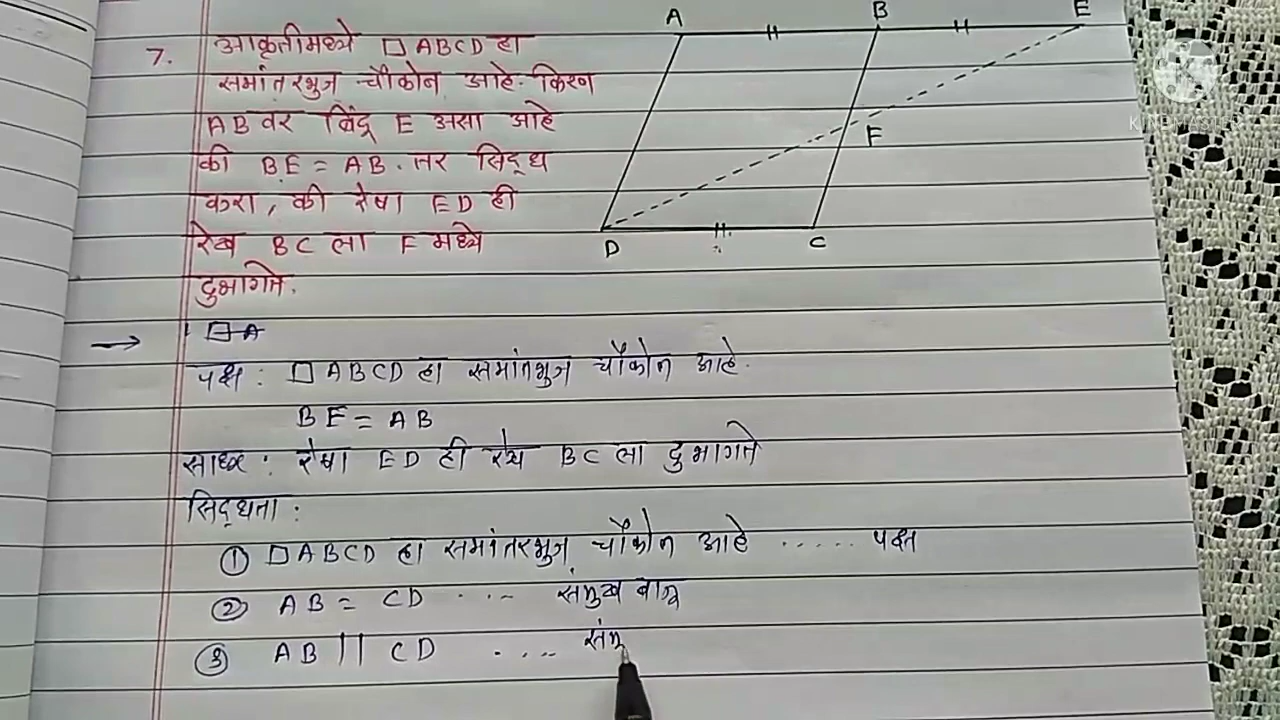 A B E
7. आकृतीमध्ये □ ABCD हा
समांतरभुज चौकोन आहे. किरण
AB वर बिंदू E असा आहे
की BE = AB. तर सिद्ध
करा, की रेषा ED ही
रेख BC ला F मध्ये
दुभागते.
F
D C
→ □A
पक्ष : □ ABCD हा समांतभुज चौकोन आहे.
BE = AB
साध्य : रेषा ED ही रेख BC ला दुभागते
सिद्धता :
① □ABCD हा समांतरभुज चौकोन आहे ...... पक्ष
② AB = CD .... संमुख बाजू
③ AB || CD ....